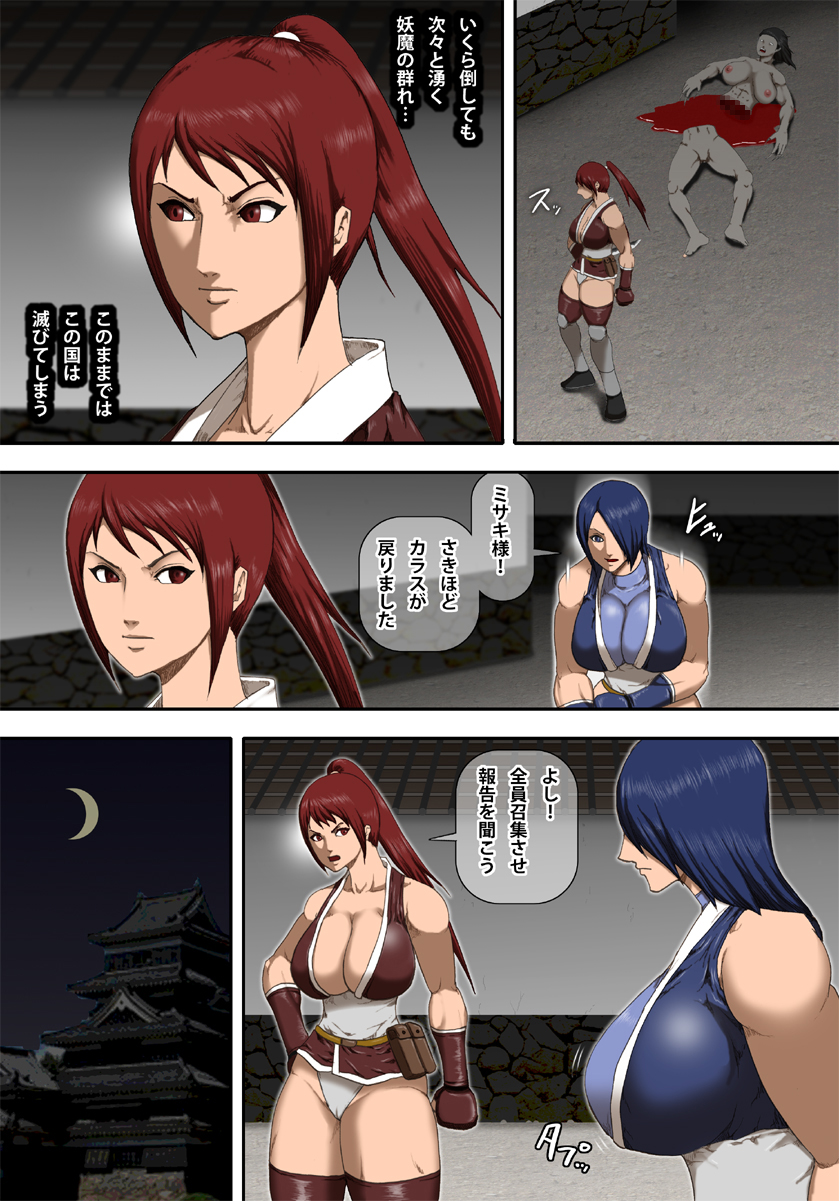 スッ
いくら倒しても
次々と湧く
妖魔の群れ…
このままでは
この国は
滅びてしまう
ヒュッ
ミサキ様！
さきほど
カラスが
戻りました
よし！
全員召集させ
報告を聞こう
タプッ